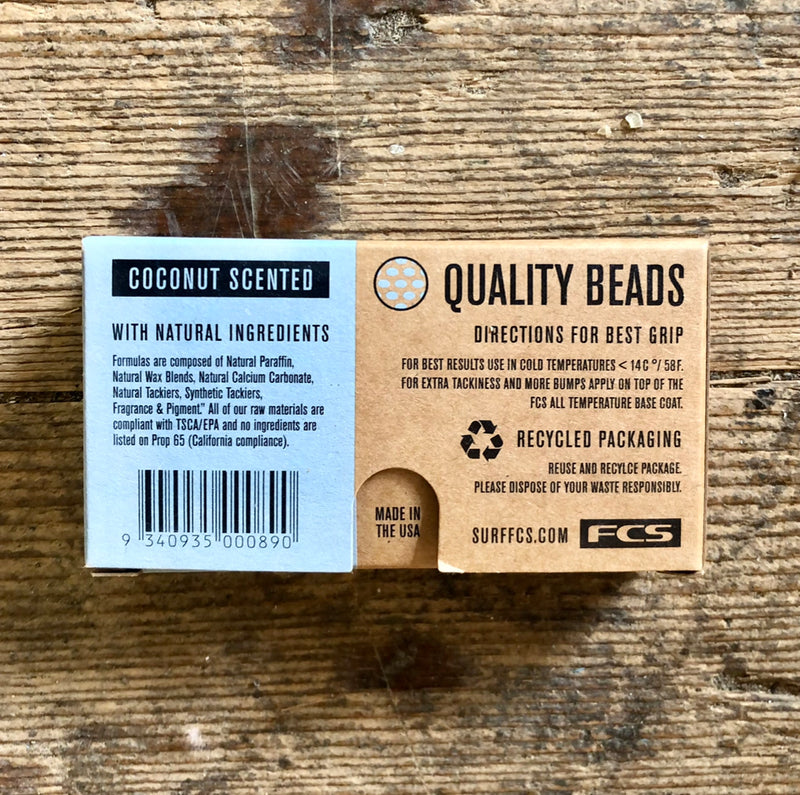 COCONUT SCENTED
WITH NATURAL INGREDIENTS
Formulas are composed of Natural Paraffin,
Natural Wax Blends, Natural Calcium Carbonate,
Natural Tackiers, Synthetic Tackiers,
Fragrance & Pigment." All of our raw materials are
compliant with TSCA/EPA and no ingredients are
listed on Prop 65 (California compliance).
9 340935 000890
QUALITY BEADS
DIRECTIONS FOR BEST GRIP
FOR BEST RESULTS USE IN COLD TEMPERATURES < 14C °/ 58F.
FOR EXTRA TACKINESS AND MORE BUMPS APPLY ON TOP OF THE
FCS ALL TEMPERATURE BASE COAT.
RECYCLED PACKAGING
REUSE AND RECYLCE PACKAGE.
PLEASE DISPOSE OF YOUR WASTE RESPONSIBLY.
MADE IN
THE USA
SURFFCS.COM FCS